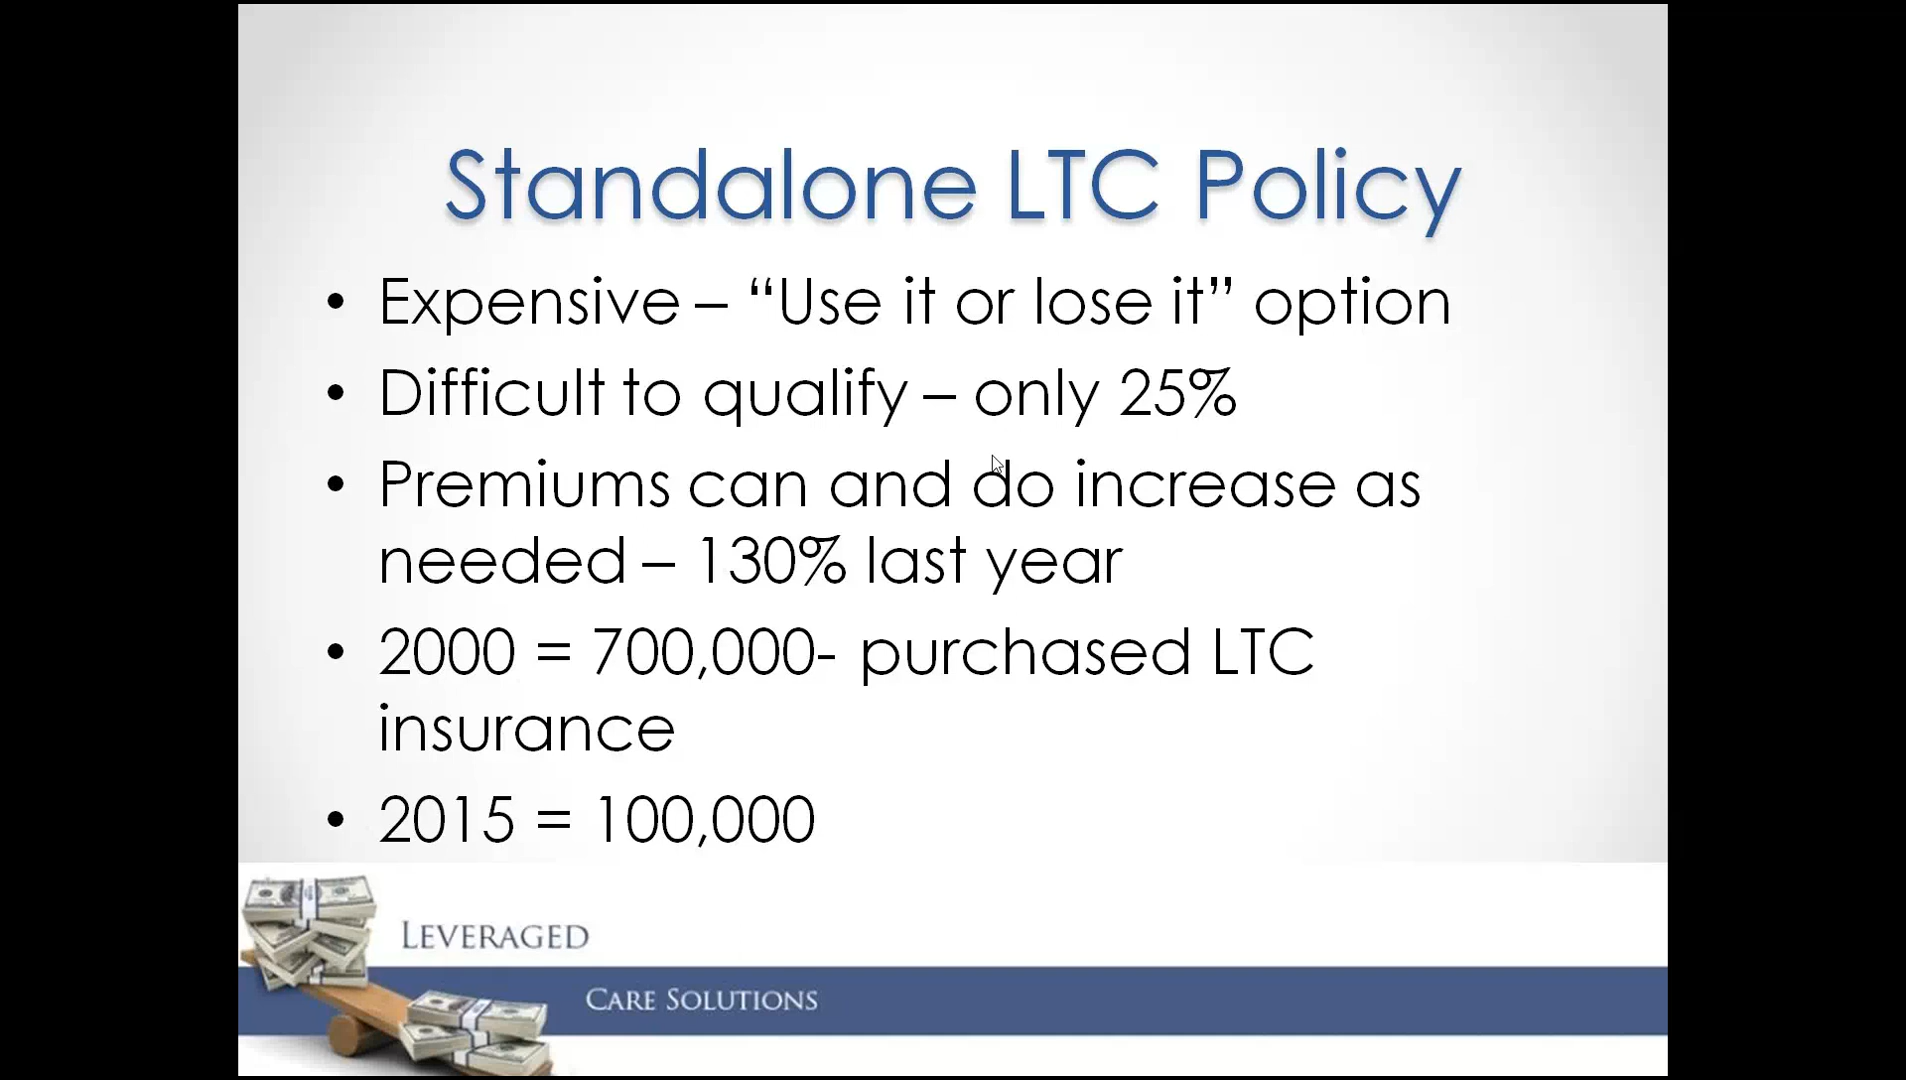 Standalone LTC Policy
• Expensive – “Use it or lose it” option
• Difficult to qualify – only 25%
• Premiums can and do increase as
needed – 130% last year
• 2000 = 700,000- purchased LTC
insurance
• 2015 = 100,000
LEVERAGED
CARE SOLUTIONS